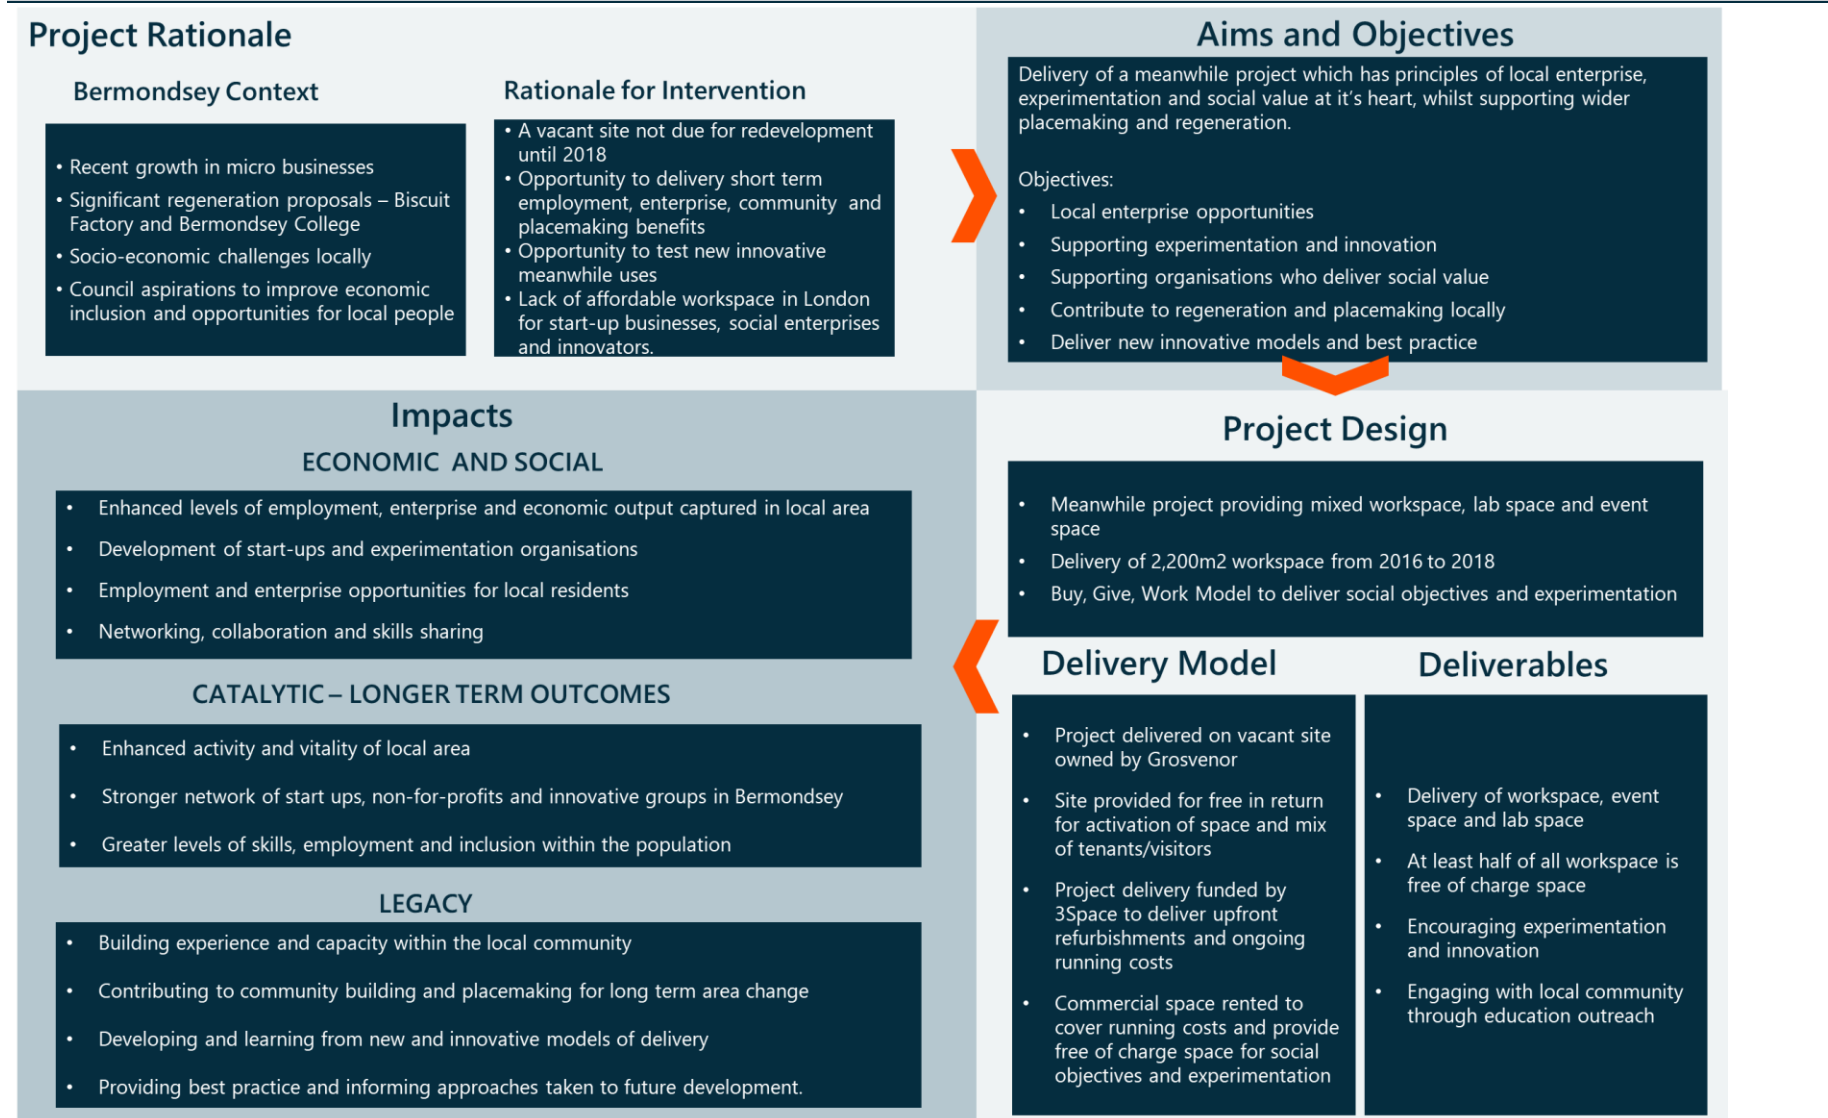 Project Rationale
Bermondsey Context
• Recent growth in micro businesses
• Significant regeneration proposals – Biscuit
Factory and Bermondsey College
• Socio-economic challenges locally
• Council aspirations to improve economic
inclusion and opportunities for local people
Rationale for Intervention
• A vacant site not due for redevelopment
until 2018
• Opportunity to delivery short term
employment, enterprise, community and
placemaking benefits
• Opportunity to test new innovative
meanwhile uses
• Lack of affordable workspace in London
for start-up businesses, social enterprises
and innovators.
Aims and Objectives
Delivery of a meanwhile project which has principles of local enterprise,
experimentation and social value at it's heart, whilst supporting wider
placemaking and regeneration.
Objectives:
• Local enterprise opportunities
• Supporting experimentation and innovation
• Supporting organisations who deliver social value
• Contribute to regeneration and placemaking locally
• Deliver new innovative models and best practice
Project Design
• Meanwhile project providing mixed workspace, lab space and event
space
• Delivery of 2,200m2 workspace from 2016 to 2018
• Buy, Give, Work Model to deliver social objectives and experimentation
Delivery Model
• Project delivered on vacant site
owned by Grosvenor
• Site provided for free in return
for activation of space and mix
of tenants/visitors
• Project delivery funded by
3Space to deliver upfront
refurbishments and ongoing
running costs
• Commercial space rented to
cover running costs and provide
free of charge space for social
objectives and experimentation
Deliverables
• Delivery of workspace, event
space and lab space
• At least half of all workspace is
free of charge space
• Encouraging experimentation
and innovation
• Engaging with local community
through education outreach
Impacts
ECONOMIC AND SOCIAL
• Enhanced levels of employment, enterprise and economic output captured in local area
• Development of start-ups and experimentation organisations
• Employment and enterprise opportunities for local residents
• Networking, collaboration and skills sharing
CATALYTIC – LONGER TERM OUTCOMES
• Enhanced activity and vitality of local area
• Stronger network of start ups, non-for-profits and innovative groups in Bermondsey
• Greater levels of skills, employment and inclusion within the population
LEGACY
• Building experience and capacity within the local community
• Contributing to community building and placemaking for long term area change
• Developing and learning from new and innovative models of delivery
• Providing best practice and informing approaches taken to future development.